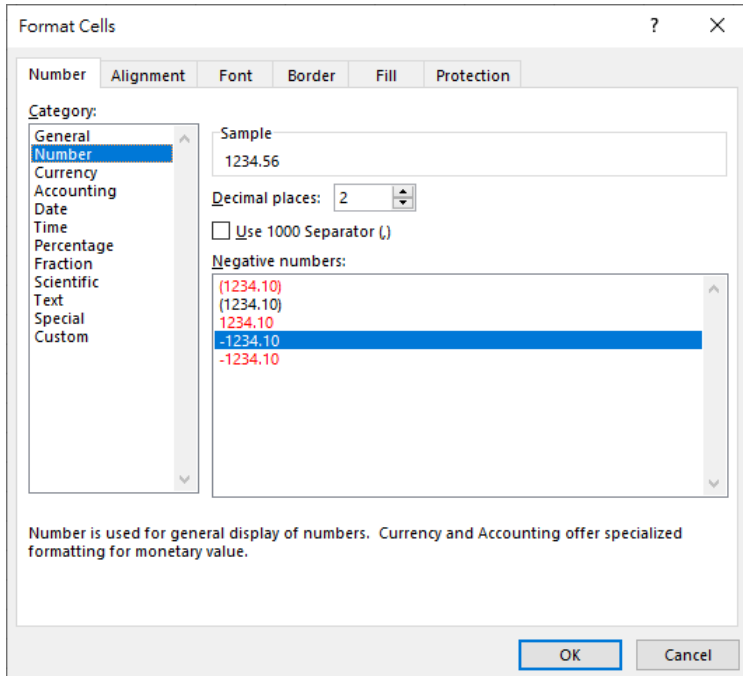 Format Cells
?
Number Alignment Font Border Fill Protection
Category:
General
Number
Currency
Accounting
Date
Time
Percentage
Fraction
Scientific
Text
Special
Custom
Sample
1234.56
Decimal places: 2
Use 1000 Separator (,)
Negative numbers:
(1234.10)
(1234.10)
1234.10
-1234.10
-1234.10
Number is used for general display of numbers.  Currency and Accounting offer specialized
formatting for monetary value.
OK Cancel